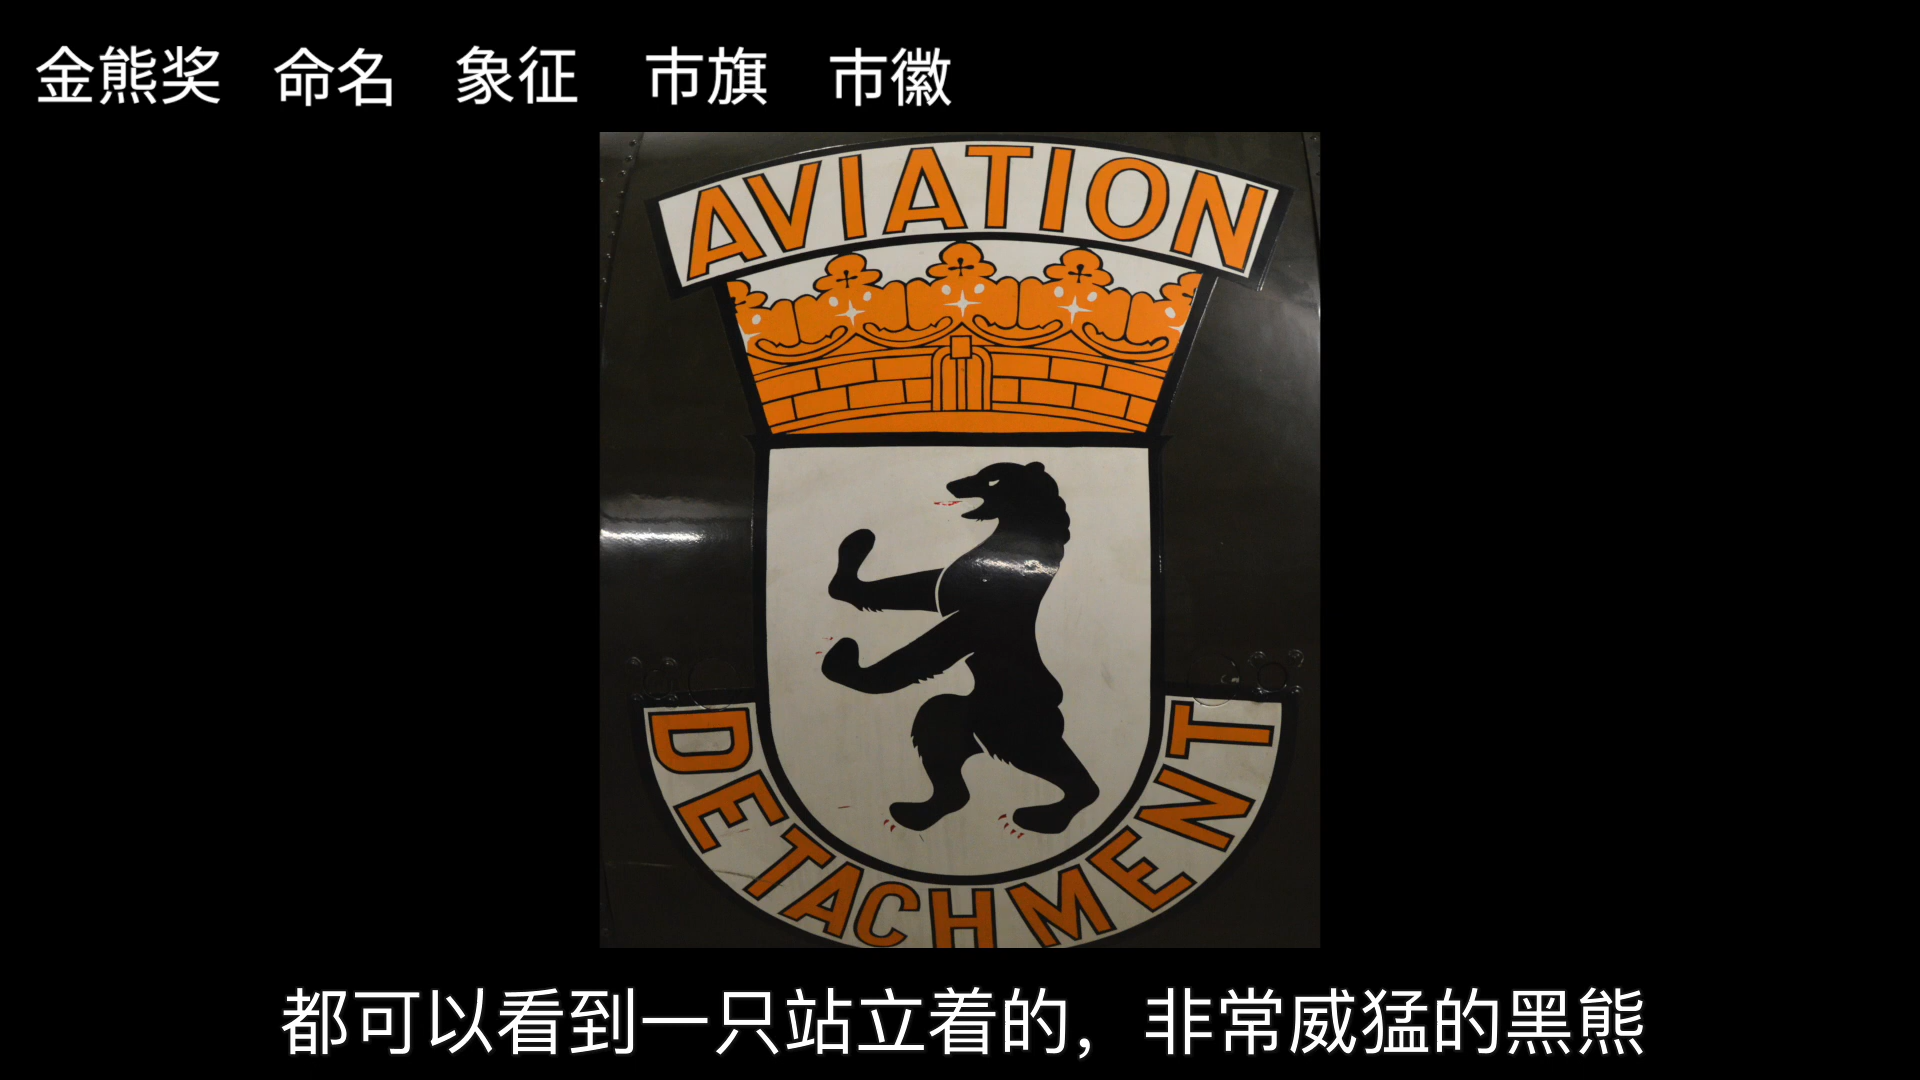 金熊奖 命名 象征 市旗 市徽
AVIATION
DETACHMENT
都可以看到一只站立着的，非常威猛的黑熊